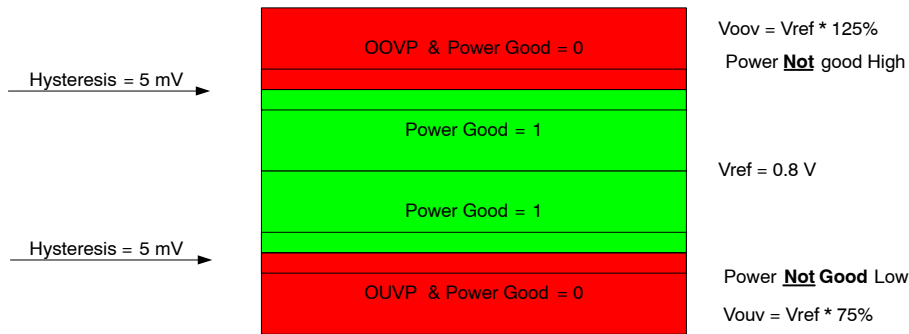 Voov = Vref * 125%
OOVP & Power Good = 0
Power Not good High
Hysteresis = 5 mV
Power Good = 1
Vref = 0.8 V
Power Good = 1
Hysteresis = 5 mV
Power Not Good Low
OUVP & Power Good = 0
Vouv = Vref * 75%